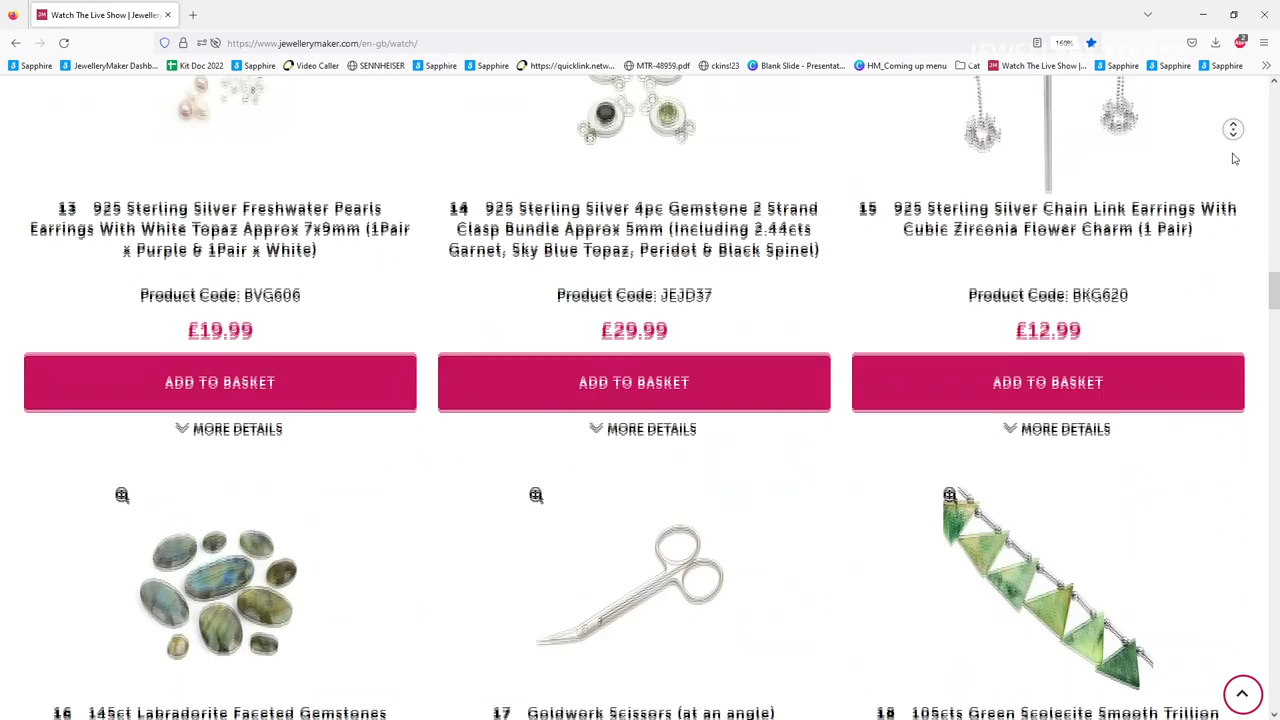 Watch The Live Show | Jeweller
https://www.jewellerymaker.com
gb/watch/
160%
2
JEWELLERYMAKER
Sapphire
JewelleryMaker Dashb...
Kit Doc 2022
Sapphire
Video Caller
SENNHEISER
Sapphire
Sapphire
https://quicklink.netw...
MTR-48959.pdf
ckins!23
Blank Slide - Presentat...
HM_Coming up menu
Cat
Watch The Live Show |...
Sapphire
Sapphire
Sapphire
13 925 Sterling Silver Freshwater Pearls
Earrings With White Topaz Approx 7x9mm (1Pair
x Purple & 1Pair x White)
Product Code: BVG606
£19.99
ADD TO BASKET
MORE DETAILS
14 925 Sterling Silver 4pc Gemstone 2 Strand
Clasp Bundle Approx 5mm (Including 2.44cts
Garnet, Sky Blue Topaz, Peridot & Black Spinel)
Product Code: JEJD37
£29.99
ADD TO BASKET
MORE DETAILS
15 925 Sterling Silver Chain Link Earrings With
Cubic Zirconia Flower Charm (1 Pair)
Product Code: BKG620
£12.99
ADD TO BASKET
MORE DETAILS
16 145ct Labradorite Faceted Gemstones
17 Goldwork Scissors (at an angle)
18 105cts Green Scolecite Smooth Trillion